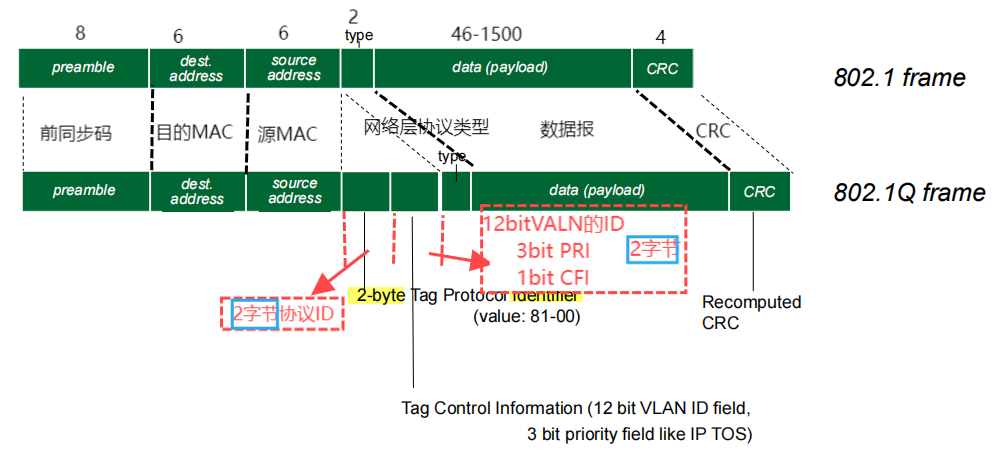 8
6
6
2
type
46-1500
4
preamble
dest.
address
source
address
data (payload)
CRC
802.1 frame
前同步码
目的MAC
源MAC
网络层协议类型
数据报
CRC
type
preamble
dest.
address
source
address
data (payload)
CRC
802.1Q frame
12bitVALN的ID
3bit PRI
1bit CFI
2字节
2字节协议ID
2-byte Tag Protocol Identifier
(value: 81-00)
Recomputed
CRC
Tag Control Information (12 bit VLAN ID field,
3 bit priority field like IP TOS)